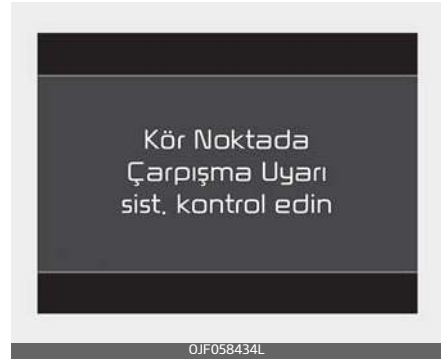 Kör Noktada
Çarpışma Uyarı
sist. kontrol edin
OJF058434L